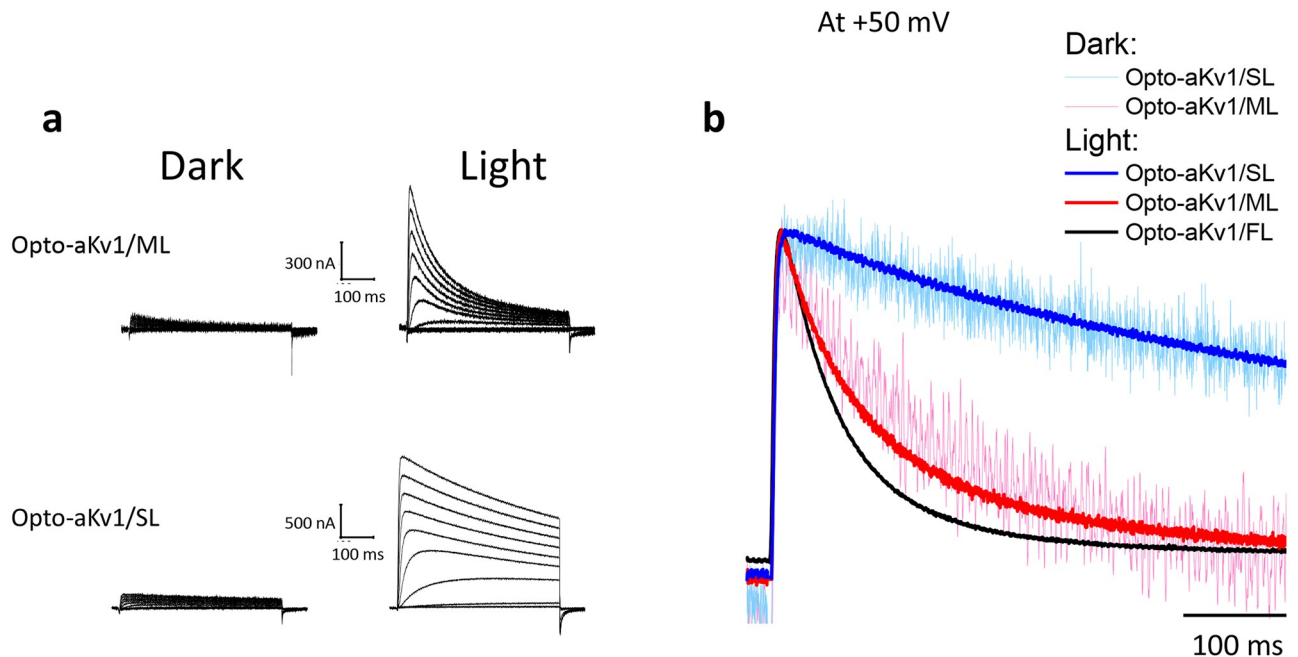 At +50 mV
a
Dark Light
Opto-aKv1/ML
300 nA
100 ms
Opto-aKv1/SL
500 nA
100 ms
b
Dark:
Opto-aKv1/SL
Opto-aKv1/ML
Light:
Opto-aKv1/SL
Opto-aKv1/ML
Opto-aKv1/FL
100 ms